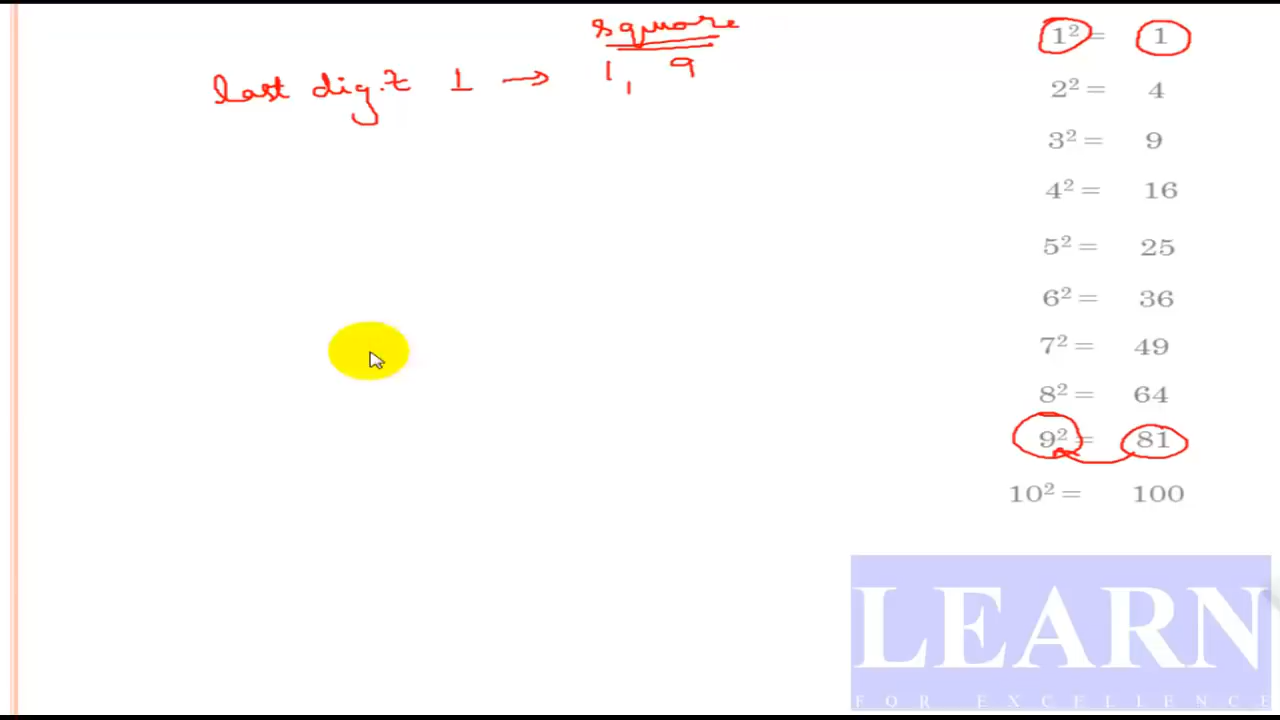 square
last digit 1 → 1, 9
1² = 1
2² = 4
3² = 9
4² = 16
5² = 25
6² = 36
7² = 49
8² = 64
9² = 81
10² = 100
LEARN
FOR EXCELLENCE